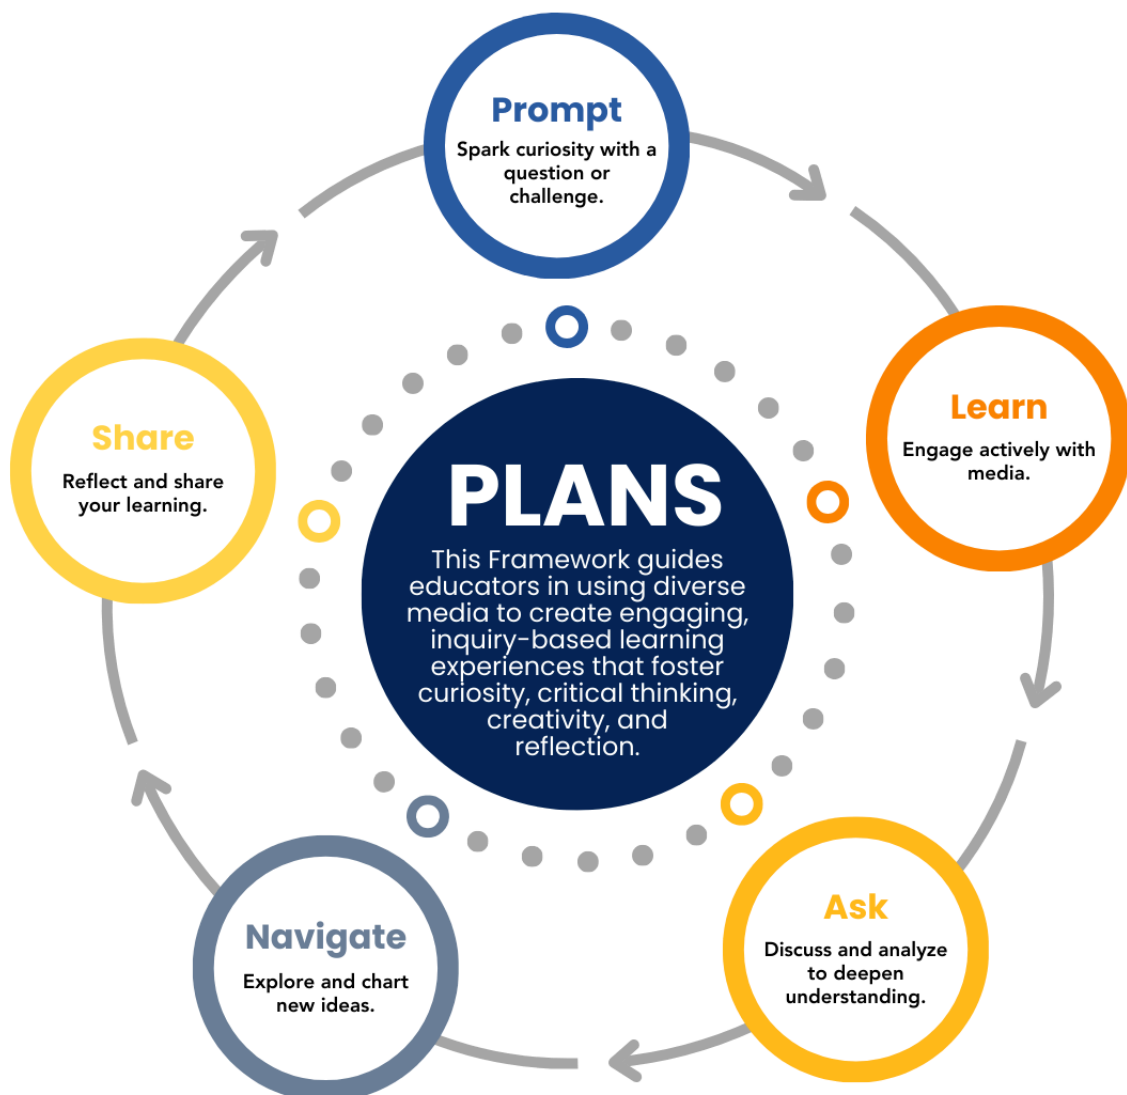 Prompt
Spark curiosity with a
question or
challenge.
Learn
Engage actively with
media.
Ask
Discuss and analyze
to deepen
understanding.
Navigate
Explore and chart
new ideas.
Share
Reflect and share
your learning.
PLANS
This Framework guides
educators in using diverse
media to create engaging,
inquiry-based learning
experiences that foster
curiosity, critical thinking,
creativity, and
reflection.